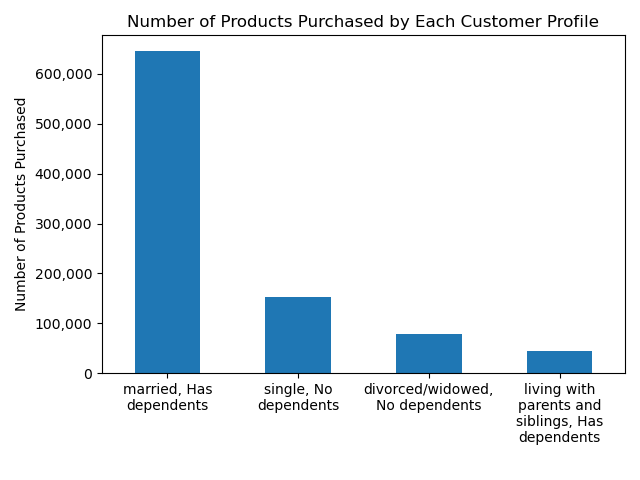 Number of Products Purchased by Each Customer Profile
Number of Products Purchased
600,000
500,000
400,000
300,000
200,000
100,000
0
married, Has
dependents
single, No
dependents
divorced/widowed,
No dependents
living with
parents and
siblings, Has
dependents